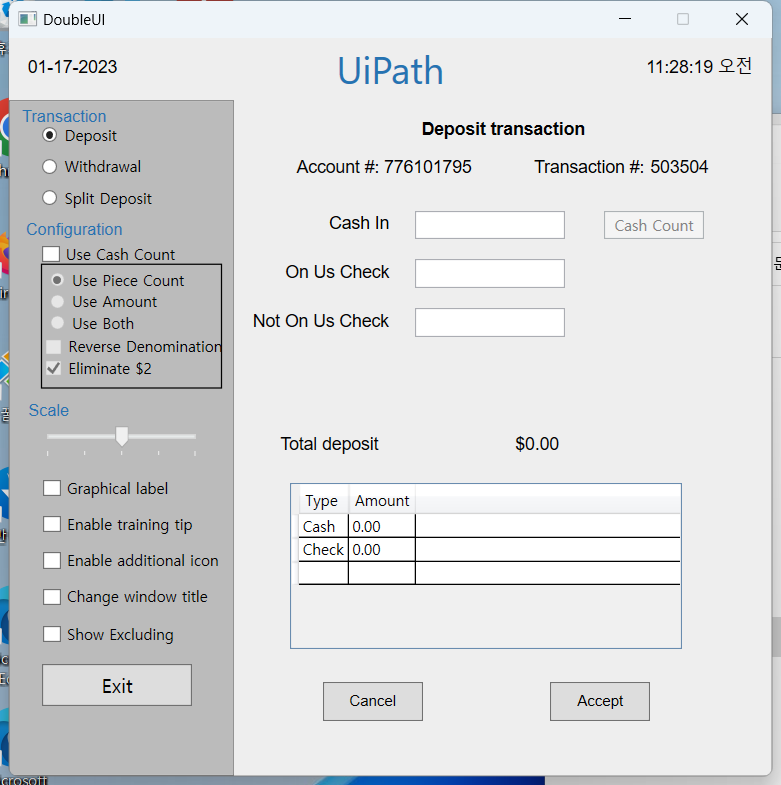 DoubleUI
01-17-2023
UiPath
11:28:19 오전
Transaction
Deposit
Withdrawal
Split Deposit
Configuration
Use Cash Count
Use Piece Count
Use Amount
Use Both
Reverse Denomination
Eliminate $2
Scale
Graphical label
Enable training tip
Enable additional icon
Change window title
Show Excluding
Exit
Deposit transaction
Account #: 776101795 Transaction #: 503504
Cash In
Cash Count
On Us Check
Not On Us Check
Total deposit $0.00
Type Amount
Cash 0.00
Check 0.00
Cancel
Accept
crosoft